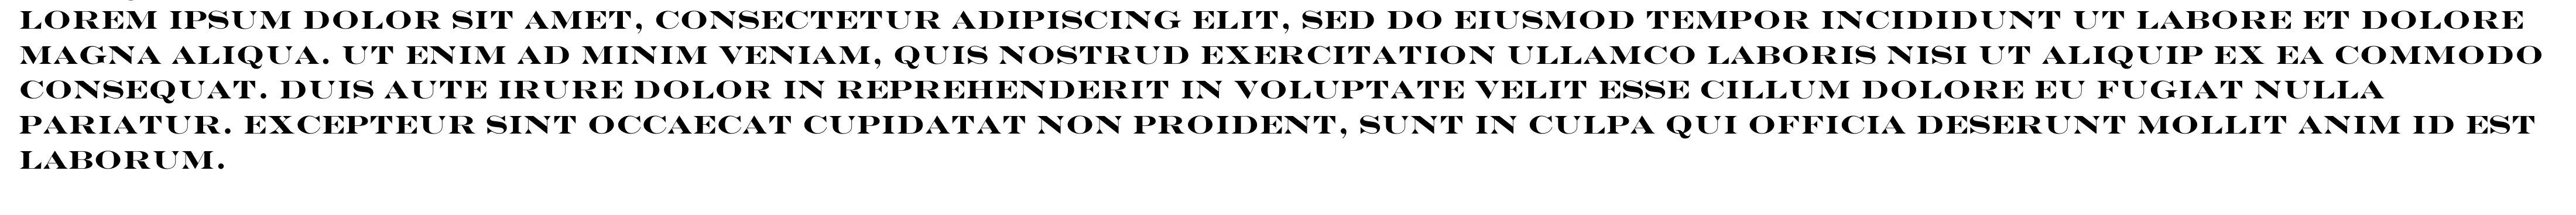 LOREM IPSUM DOLOR SIT AMET, CONSECTETUR ADIPISCING ELIT, SED DO EIUSMOD TEMPOR INCIDIDUNT UT LABORE ET DOLORE
MAGNA ALIQUA. UT ENIM AD MINIM VENIAM, QUIS NOSTRUD EXERCITATION ULLAMCO LABORIS NISI UT ALIQUIP EX EA COMMODO
CONSEQUAT. DUIS AUTE IRURE DOLOR IN REPREHENDERIT IN VOLUPTATE VELIT ESSE CILLUM DOLORE EU FUGIAT NULLA
PARIATUR. EXCEPTEUR SINT OCCAECAT CUPIDATAT NON PROIDENT, SUNT IN CULPA QUI OFFICIA DESERUNT MOLLIT ANIM ID EST
LABORUM.